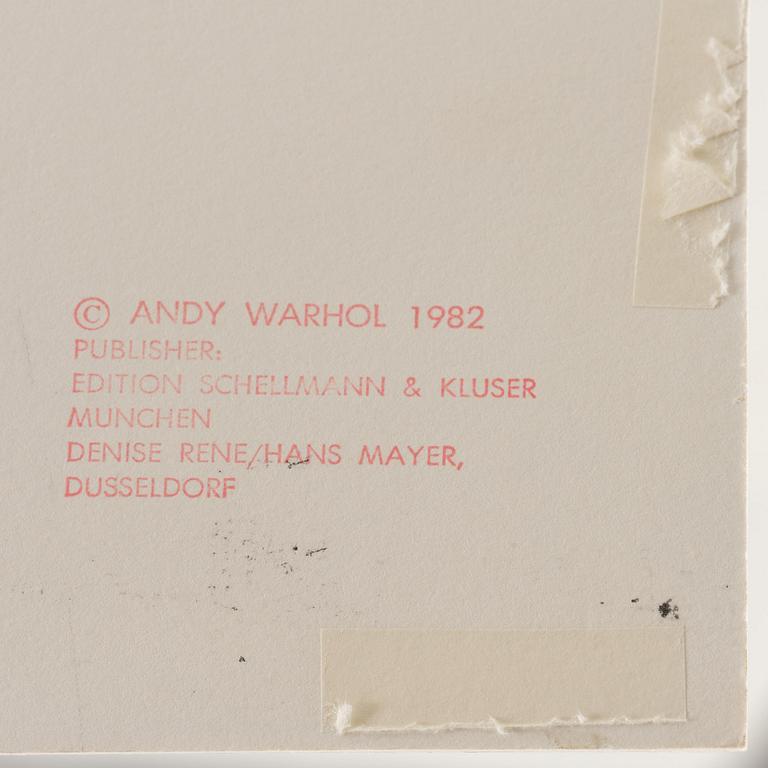 © ANDY WARHOL 1982
PUBLISHER:
EDITION SCHELLMANN & KLUSER
MUNCHEN
DENISE RENE/HANS MAYER,
DUSSELDORF